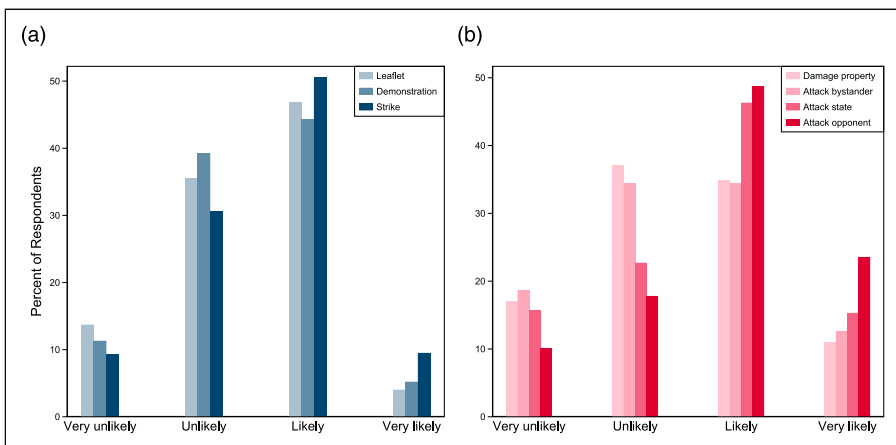 (a)
Percent of Respondents
50
40
30
20
10
0
Leaflet
Demonstration
Strike
Very unlikely
Unlikely
Likely
Very likely
(b)
50
40
30
20
10
0
Damage property
Attack bystander
Attack state
Attack opponent
Very unlikely
Unlikely
Likely
Very likely